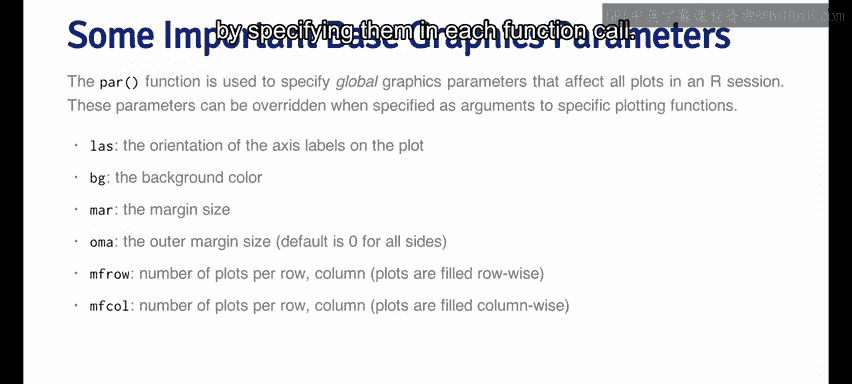 by specifying them in each function call.
Some Important Base Graphics Parameters
The par() function is used to specify global graphics parameters that affect all plots in an R session.
These parameters can be overridden when specified as arguments to specific plotting functions.
· las: the orientation of the axis labels on the plot
· bg: the background color
· mar: the margin size
· oma: the outer margin size (default is 0 for all sides)
· mfrow: number of plots per row, column (plots are filled row-wise)
· mfcol: number of plots per row, column (plots are filled column-wise)